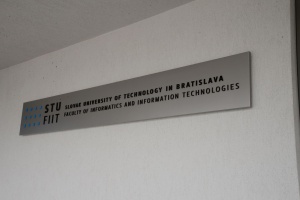 STU
FIIT
SLOVAK UNIVERSITY OF TECHNOLOGY IN BRATISLAVA
FACULTY OF INFORMATICS AND INFORMATION TECHNOLOGIES